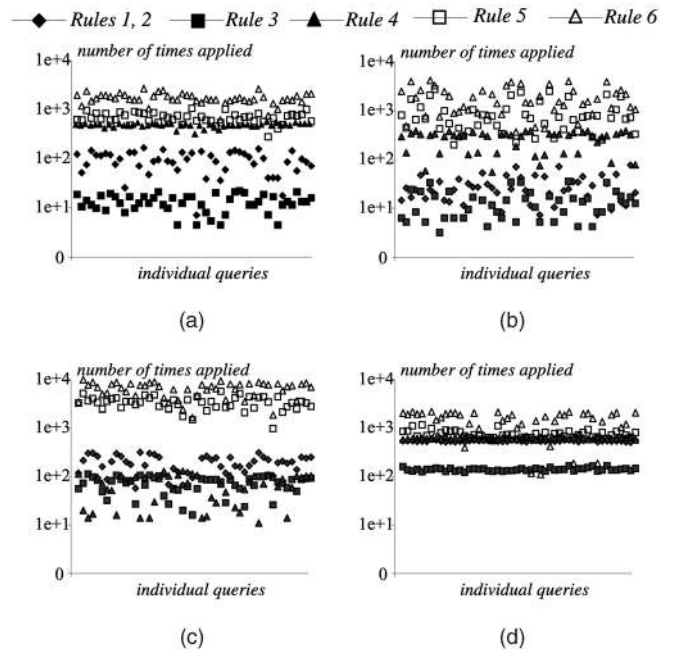 Rules 1, 2 Rule 3 Rule 4 Rule 5 Rule 6
number of times applied
1e+4
1e+3
1e+2
1e+1
0
individual queries
(a)
number of times applied
1e+4
1e+3
1e+2
1e+1
0
individual queries
(b)
number of times applied
1e+4
1e+3
1e+2
1e+1
0
individual queries
(c)
number of times applied
1e+4
1e+3
1e+2
1e+1
0
individual queries
(d)